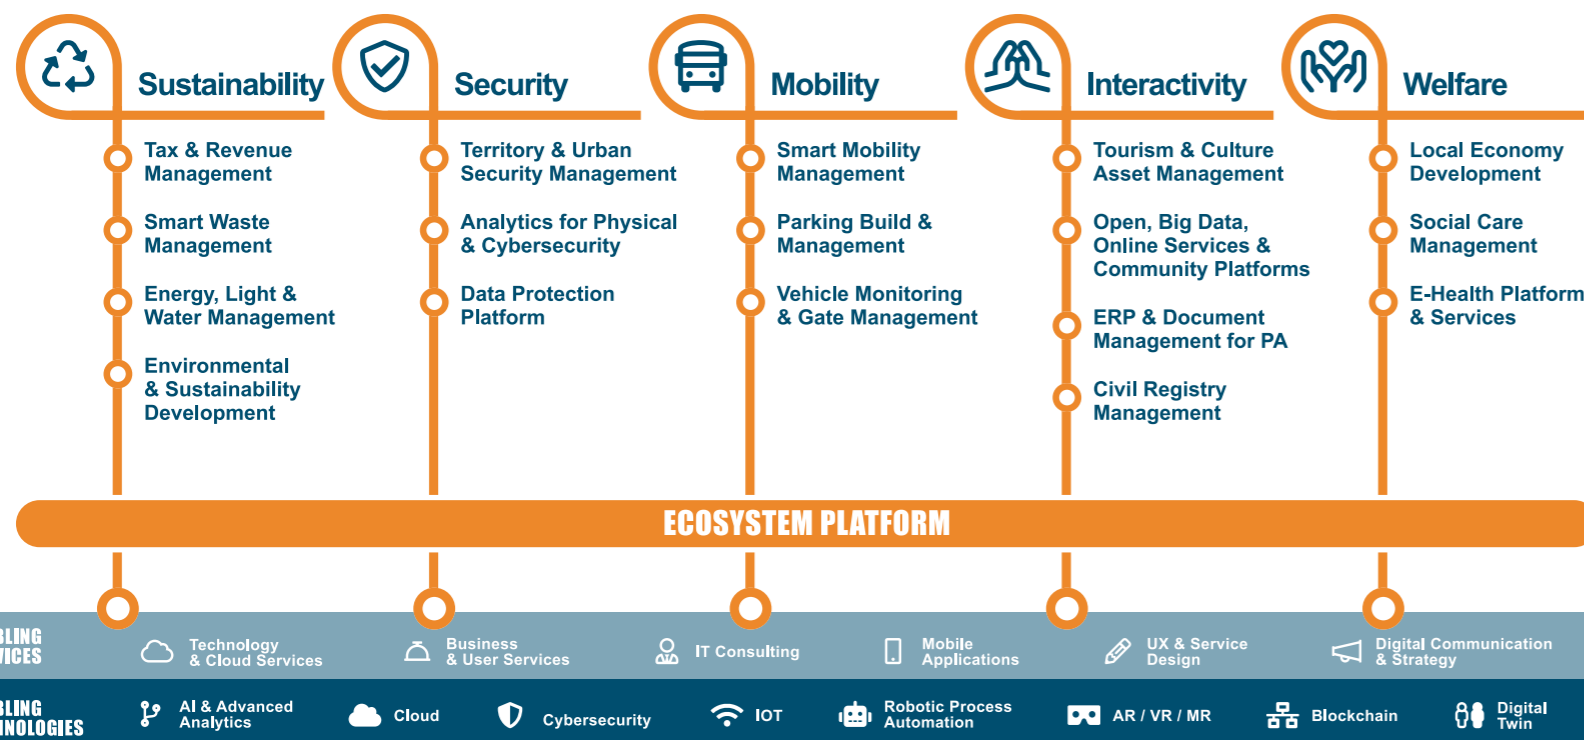 Sustainability
Tax & Revenue
Management
Smart Waste
Management
Energy, Light &
Water Management
Environmental
& Sustainability
Development
Security
Territory & Urban
Security Management
Analytics for Physical
& Cybersecurity
Data Protection
Platform
Mobility
Smart Mobility
Management
Parking Build &
Management
Vehicle Monitoring
& Gate Management
Interactivity
Tourism & Culture
Asset Management
Open, Big Data,
Online Services &
Community Platforms
ERP & Document
Management for PA
Civil Registry
Management
Welfare
Local Economy
Development
Social Care
Management
E-Health Platform
& Services
ECOSYSTEM PLATFORM
Technology
& Cloud Services
Business
& User Services
IT Consulting
Mobile
Applications
UX & Service
Design
Digital Communication
& Strategy
AI & Advanced
Analytics
Cloud
Cybersecurity
IOT
Robotic Process
Automation
AR / VR / MR
Blockchain
Digital
Twin